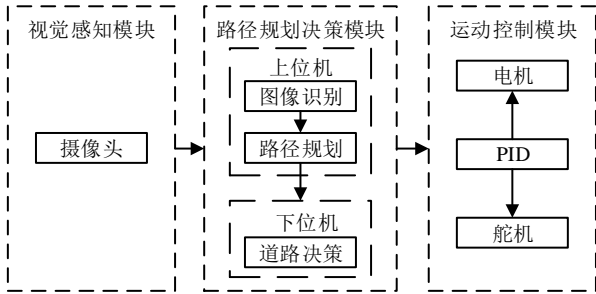 视觉感知模块
摄像头
路径规划决策模块
上位机
图像识别
路径规划
下位机
道路决策
运动控制模块
电机
PID
舵机